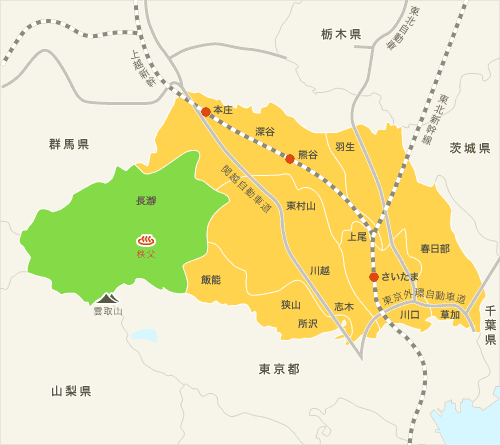 栃木県
東北自動車
上越新幹
本庄
東北新幹線
深谷
羽生
群馬県
熊谷
茨城県
関越自動車道
長瀞
東村山
上尾
秩父
春日部
川越
飯能
さいたま
東京外環自動車道
雲取山
狭山
志木
川口
草加
千葉県
所沢
東京都
山梨県